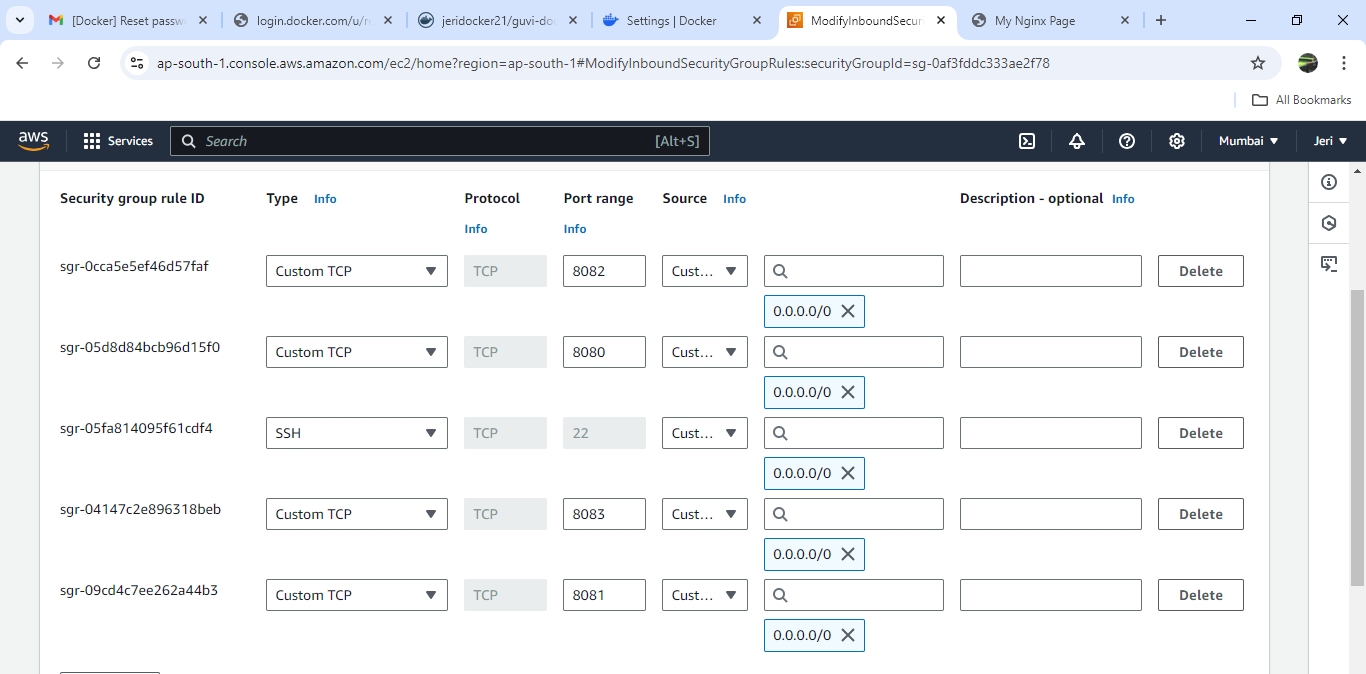 [Docker] Reset passw
login.docker.com/u/r
jeridocker21/guvi-do
Settings | Docker
ModifyInboundSecuri
My Nginx Page
ap-south-1.console.aws.amazon.com/ec2/home?region=ap-south-1#ModifyInboundSecurityGroupRules:securityGroupId=sg-0af3fddc333ae2f78
All Bookmarks
aws Services Search [Alt+S] Mumbai Jeri
Security group rule ID Type Info Protocol Port range Source Info Description - optional Info
Info Info
sgr-0cca5e5ef46d57faf Custom TCP TCP 8082 Cust... Delete
0.0.0.0/0
sgr-05d8d84bcb96d15f0 Custom TCP TCP 8080 Cust... Delete
0.0.0.0/0
sgr-05fa814095f61cdf4 SSH TCP 22 Cust... Delete
0.0.0.0/0
sgr-04147c2e896318beb Custom TCP TCP 8083 Cust... Delete
0.0.0.0/0
sgr-09cd4c7ee262a44b3 Custom TCP TCP 8081 Cust... Delete
0.0.0.0/0